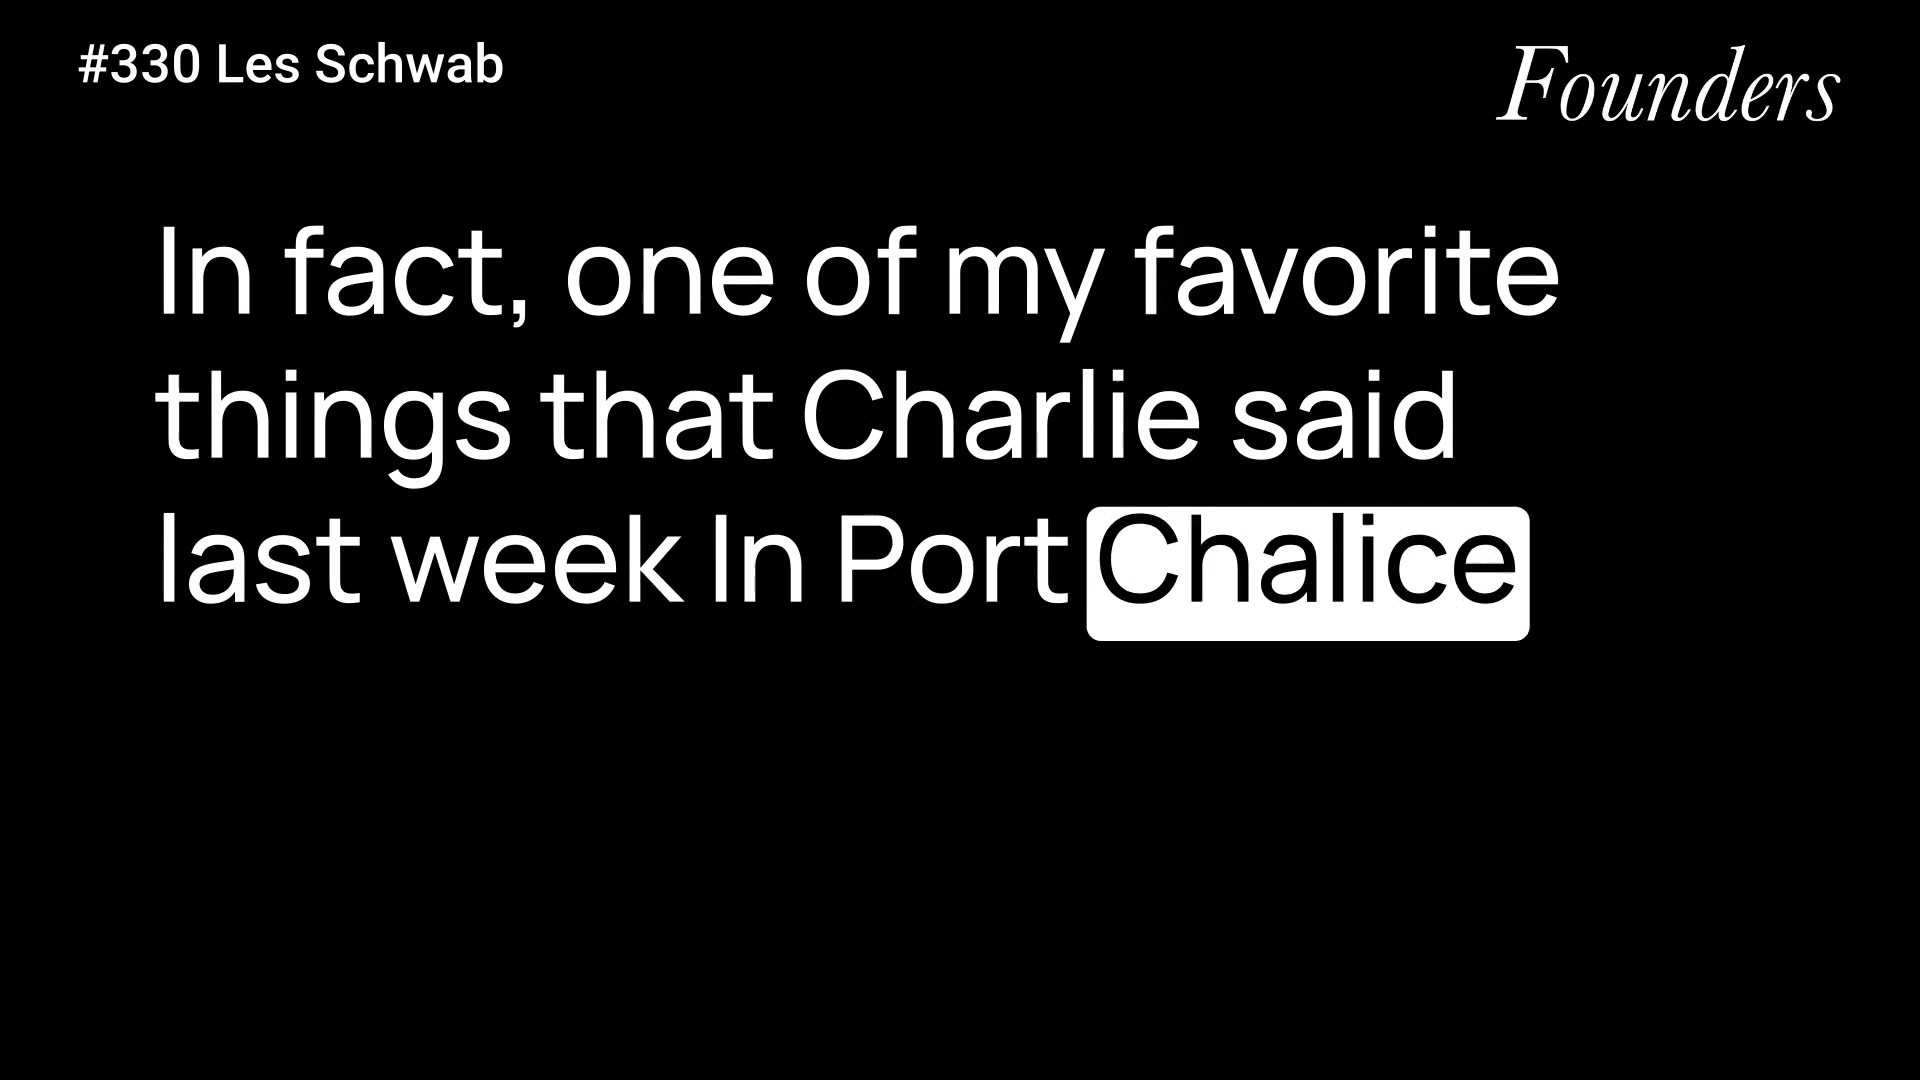 #330 Les Schwab
Founders
In fact, one of my favorite
things that Charlie said
last week In Port Chalice